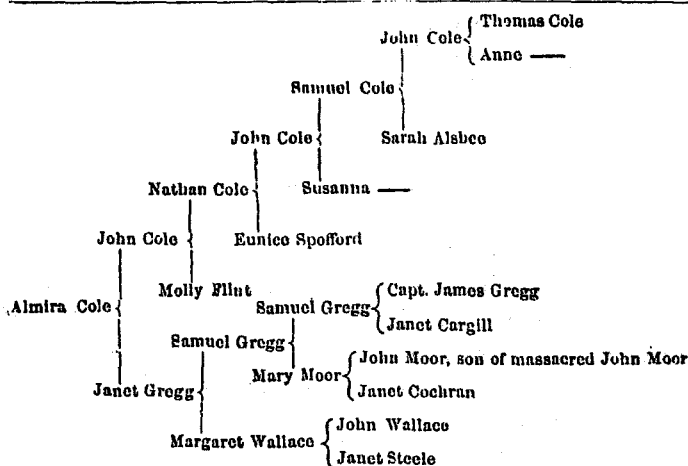 Thomas Cole
John Cole
Anne —
Samuel Cole
John Cole
Sarah Alsbee
Nathan Cole
Susanna —
John Cole
Eunice Spofford
Molly Flint
Capt. James Gregg
Almira Cole
Samuel Gregg
Janet Cargill
Samuel Gregg
John Moor, son of massacred John Moor
Mary Moor
Janet Gregg
Janet Cochran
John Wallace
Margaret Wallace
Janet Steele